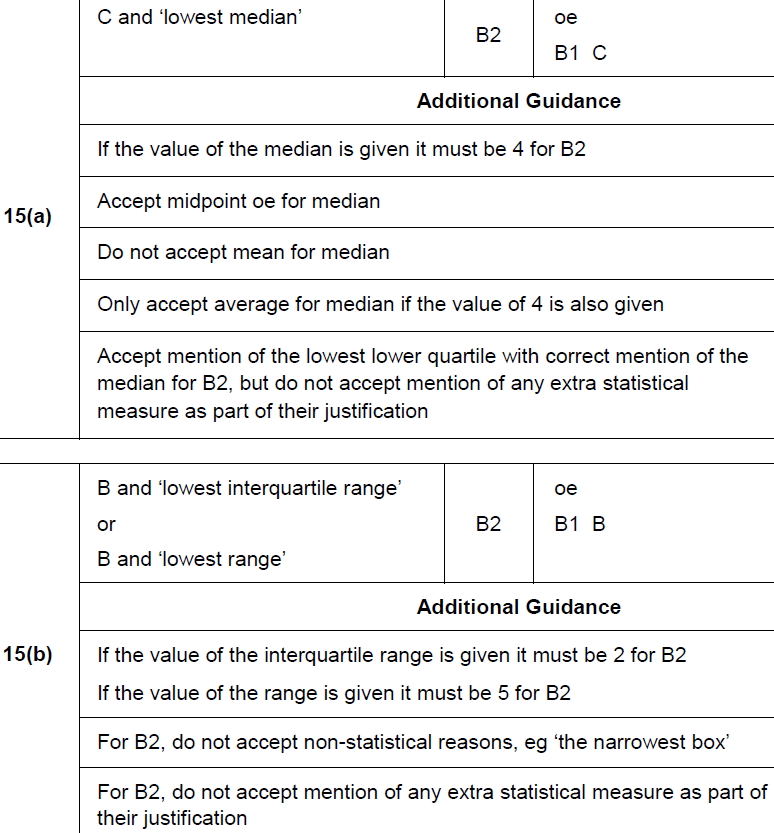 C and ‘lowest median’
B2
oe
B1 C
Additional Guidance
If the value of the median is given it must be 4 for B2
Accept midpoint oe for median
15(a)
Do not accept mean for median
Only accept average for median if the value of 4 is also given
Accept mention of the lowest lower quartile with correct mention of the
median for B2, but do not accept mention of any extra statistical
measure as part of their justification
B and ‘lowest interquartile range’
or
B and ‘lowest range’
B2
oe
B1 B
Additional Guidance
15(b)
If the value of the interquartile range is given it must be 2 for B2
If the value of the range is given it must be 5 for B2
For B2, do not accept non-statistical reasons, eg ‘the narrowest box’
For B2, do not accept mention of any extra statistical measure as part of
their justification